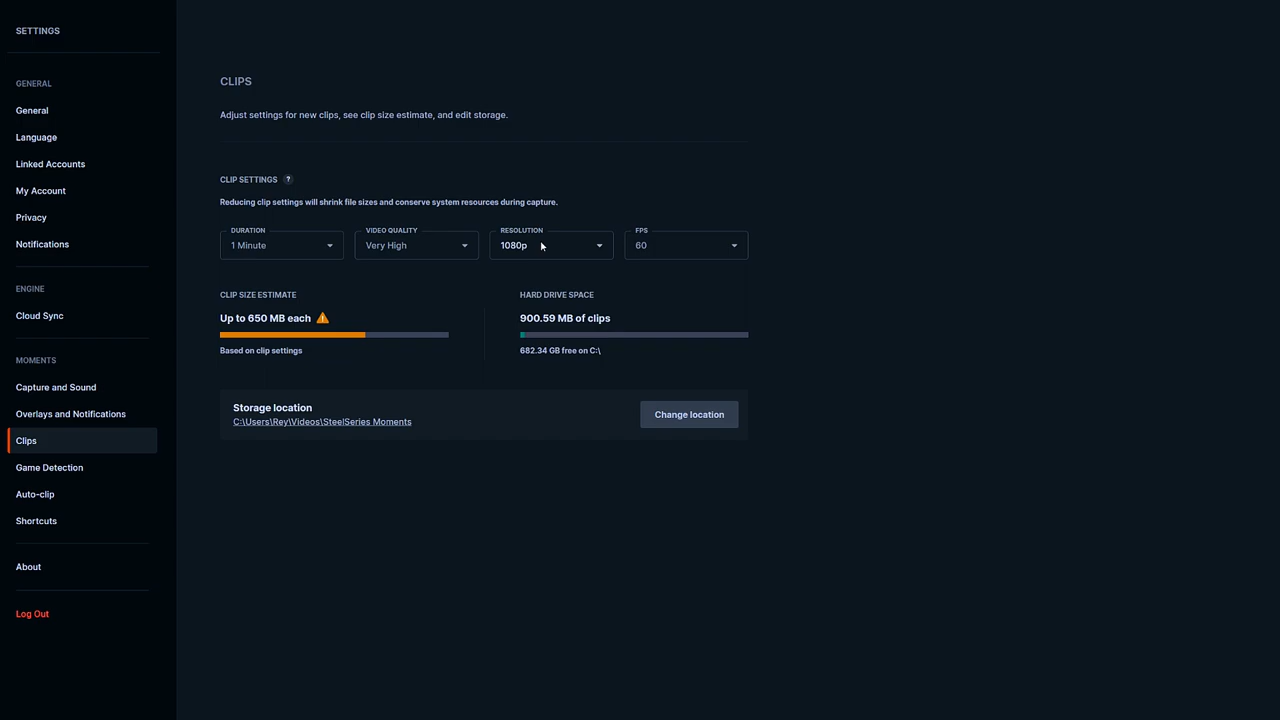 SETTINGS
GENERAL
General
Language
Linked Accounts
My Account
Privacy
Notifications
ENGINE
Cloud Sync
MOMENTS
Capture and Sound
Overlays and Notifications
Clips
Game Detection
Auto-clip
Shortcuts
About
Log Out
CLIPS
Adjust settings for new clips, see clip size estimate, and edit storage.
CLIP SETTINGS ?
Reducing clip settings will shrink file sizes and conserve system resources during capture.
DURATION
1 Minute
VIDEO QUALITY
Very High
RESOLUTION
1080p
FPS
60
CLIP SIZE ESTIMATE
Up to 650 MB each
Based on clip settings
HARD DRIVE SPACE
900.59 MB of clips
682.34 GB free on C:\
Storage location
C:\Users\Rey\Videos\SteelSeries Moments
Change location